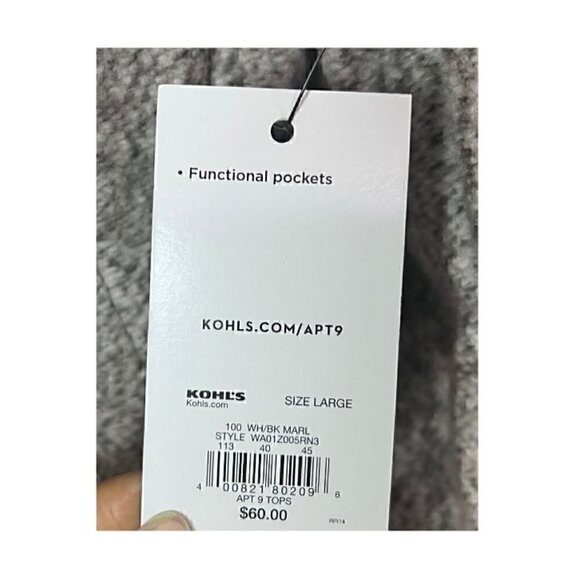 • Functional pockets
KOHLS.COM/APT9
KOHL'S
Kohls.com
SIZE LARGE
100 WH/BK MARL
STYLE WA01Z005RN3
113 40 45
4 00821 80209 6
APT 9 TOPS
$60.00
RPI14